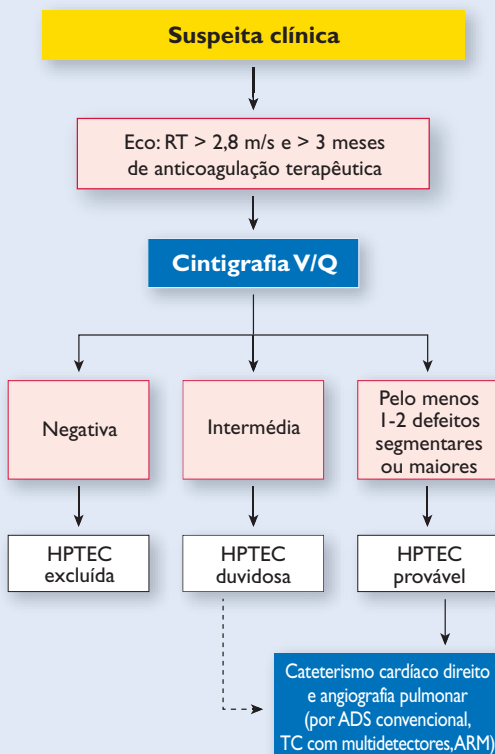 Suspeita clínica
Eco: RT > 2,8 m/s e > 3 meses
de anticoagulação terapêutica
Cintigrafia V/Q
Negativa
Intermédia
Pelo menos
1-2 defeitos
segmentares
ou maiores
HPTEC
excluída
HPTEC
duvidosa
HPTEC
provável
Cateterismo cardíaco direito
e angiografia pulmonar
(por ADS convencional,
TC com multidetectores,ARM)